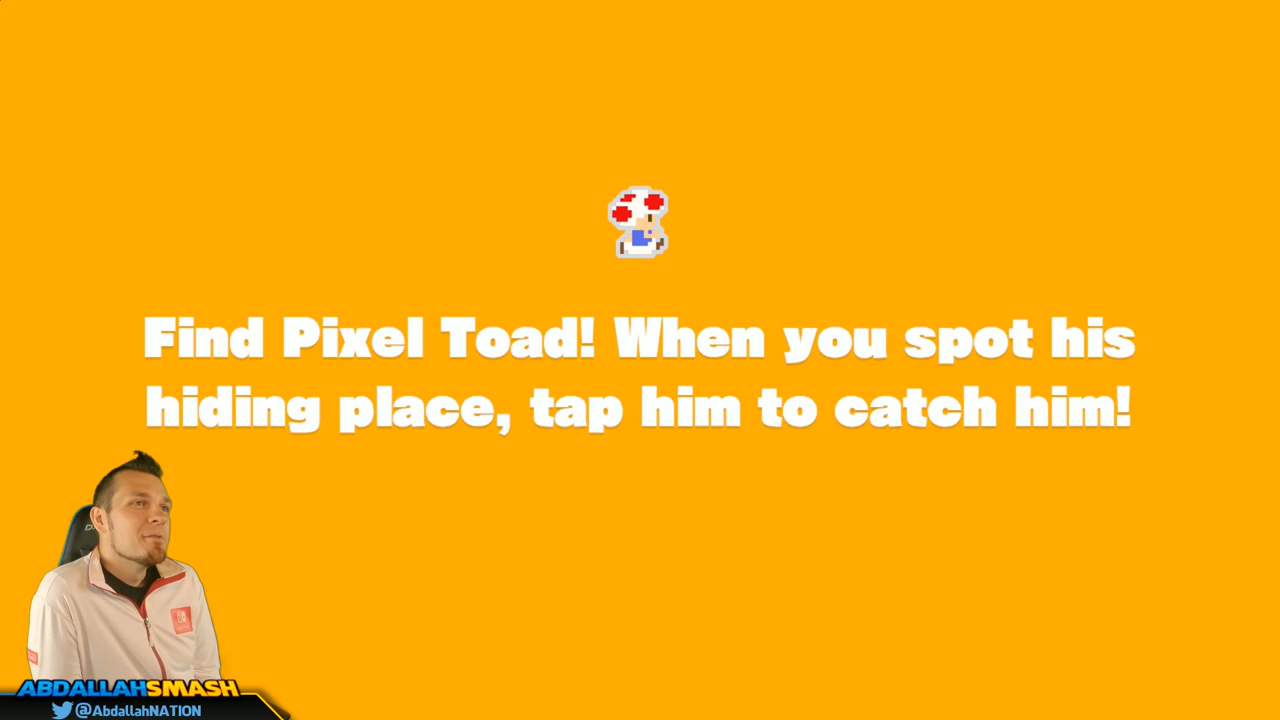 Find Pixel Toad! When you spot his
hiding place, tap him to catch him!
ABDALLAHSMASH
@AbdallahNATION